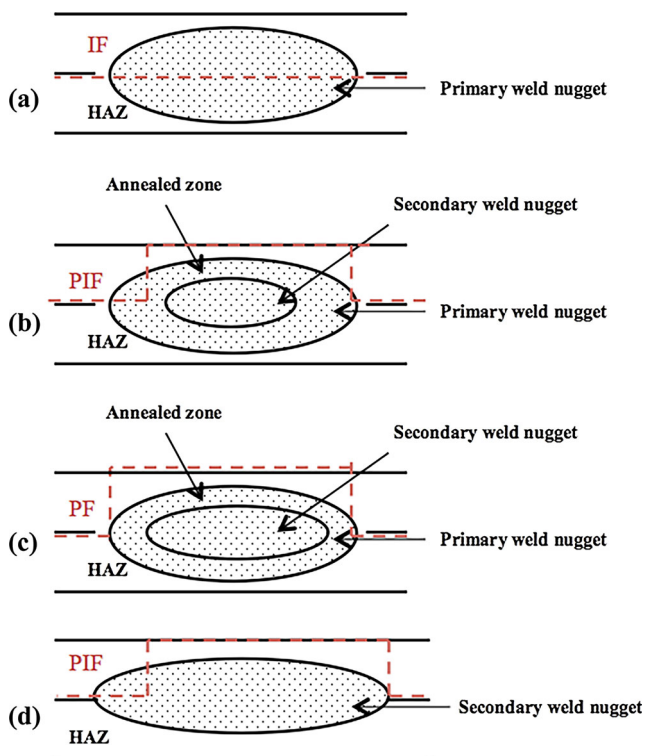 IF
(a)
HAZ
Primary weld nugget
Annealed zone
Secondary weld nugget
PIF
(b)
HAZ
Primary weld nugget
Annealed zone
Secondary weld nugget
PF
(c)
HAZ
Primary weld nugget
PIF
(d)
HAZ
Secondary weld nugget